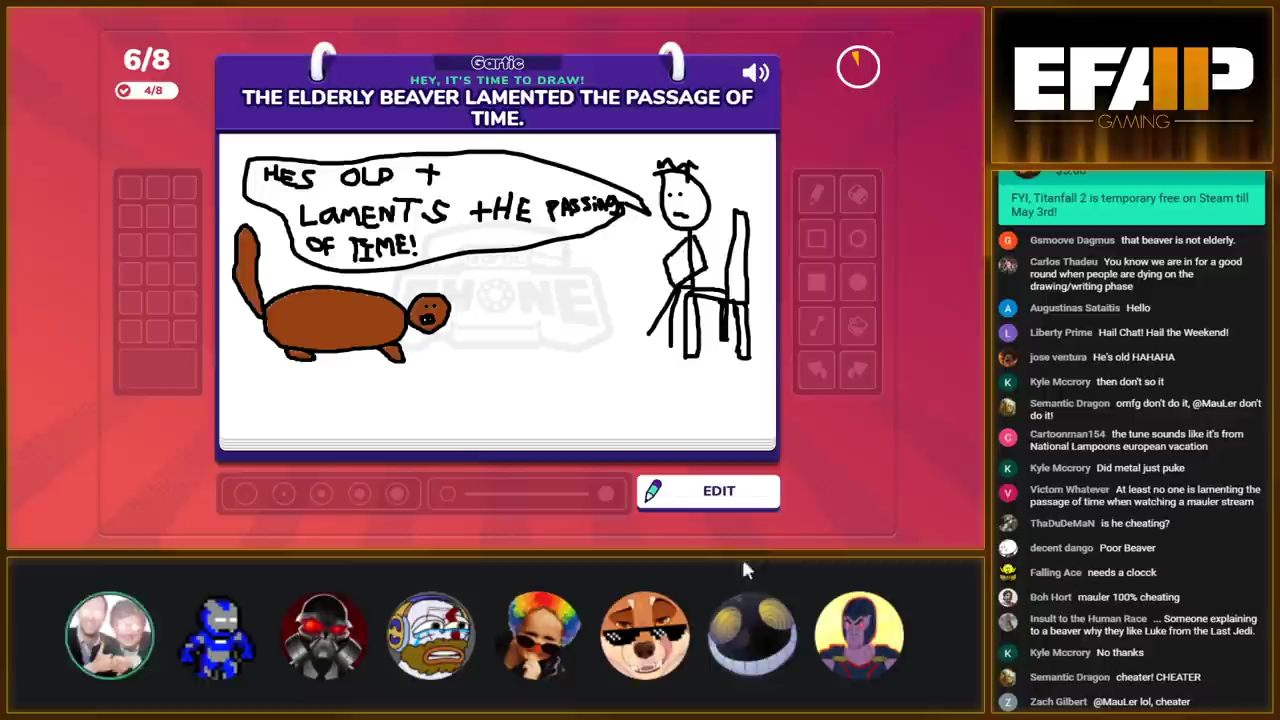 6/8
4/8
Gartic
HEY, IT'S TIME TO DRAW!
THE ELDERLY BEAVER LAMENTED THE PASSAGE OF
TIME.
HES OLD +
LAMENTS +HE PASSING
OF TIME!
Gartic
PHONE
EDIT
EFAP
GAMING
$5.00
FYI, Titanfall 2 is temporary free on Steam till
May 3rd!
G Gsmoove Dagmus that beaver is not elderly.
Carlos Thadeu You know we are in for a good
round when people are dying on the
drawing/writing phase
A Augustinas Sataitis Hello
L Liberty Prime Hail Chat! Hail the Weekend!
jose ventura He's old HAHAHA
K Kyle Mccrory then don't so it
Semantic Dragon omfg don't do it, @MauLer don't
do it!
C Cartoonman154 the tune sounds like it's from
National Lampoons european vacation
K Kyle Mccrory Did metal just puke
V Victom Whatever At least no one is lamenting the
passage of time when watching a mauler stream
ThaDuDeMaN is he cheating?
decent dango Poor Beaver
Falling Ace needs a clocck
Boh Hort mauler 100% cheating
Insult to the Human Race ... Someone explaining
to a beaver why they like Luke from the Last Jedi.
K Kyle Mccrory No thanks
Semantic Dragon cheater! CHEATER
Z Zach Gilbert @MauLer lol, cheater